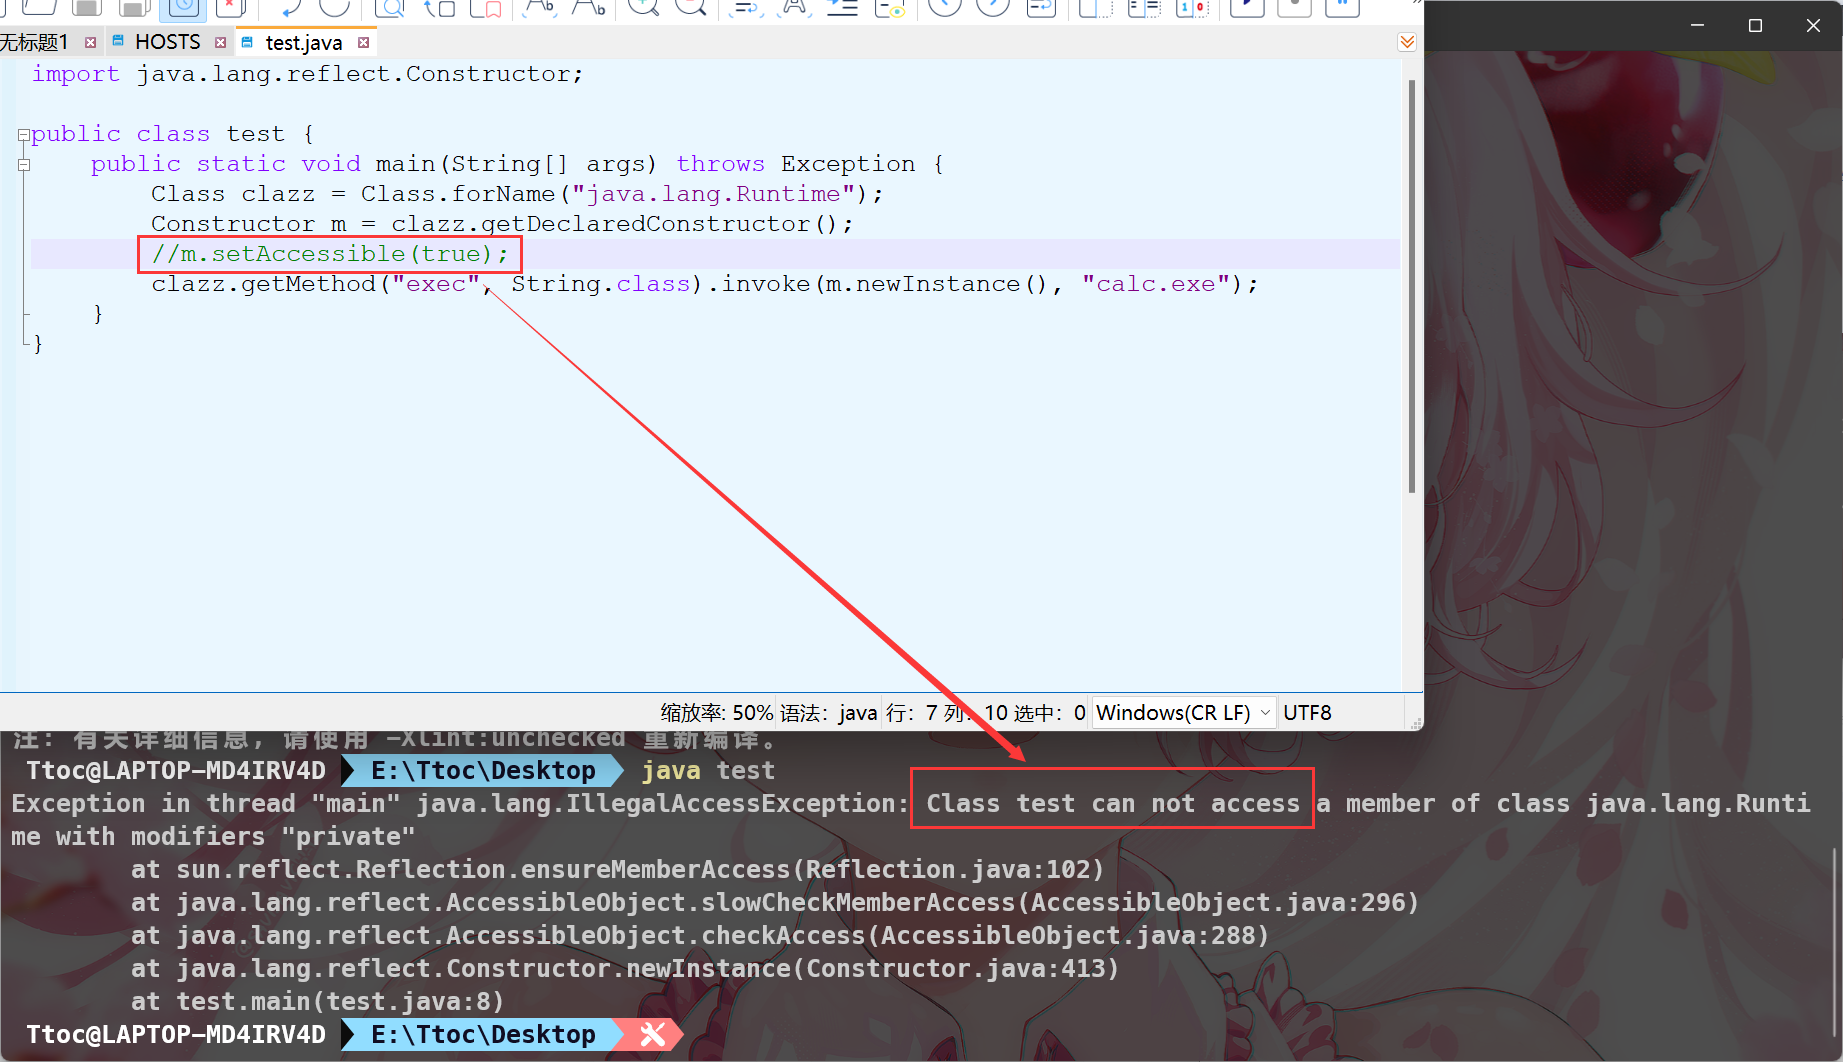 无标题1 HOSTS test.java
import java.lang.reflect.Constructor;
public class test {
public static void main(String[] args) throws Exception {
Class clazz = Class.forName("java.lang.Runtime");
Constructor m = clazz.getDeclaredConstructor();
//m.setAccessible(true);
clazz.getMethod("exec", String.class).invoke(m.newInstance(), "calc.exe");
}
}
缩放率: 50% 语法: java 行: 7 列: 10 选中: 0 Windows(CR LF) UTF8
注: 有关详细信息, 请使用 -Xlint:unchecked 重新编译。
Ttoc@LAPTOP-MD4IRV4D E:\Ttoc\Desktop java test
Exception in thread "main" java.lang.IllegalAccessException: Class test can not access a member of class java.lang.Runti
me with modifiers "private"
at sun.reflect.Reflection.ensureMemberAccess(Reflection.java:102)
at java.lang.reflect.AccessibleObject.slowCheckMemberAccess(AccessibleObject.java:296)
at java.lang.reflect.AccessibleObject.checkAccess(AccessibleObject.java:288)
at java.lang.reflect.Constructor.newInstance(Constructor.java:413)
at test.main(test.java:8)
Ttoc@LAPTOP-MD4IRV4D E:\Ttoc\Desktop